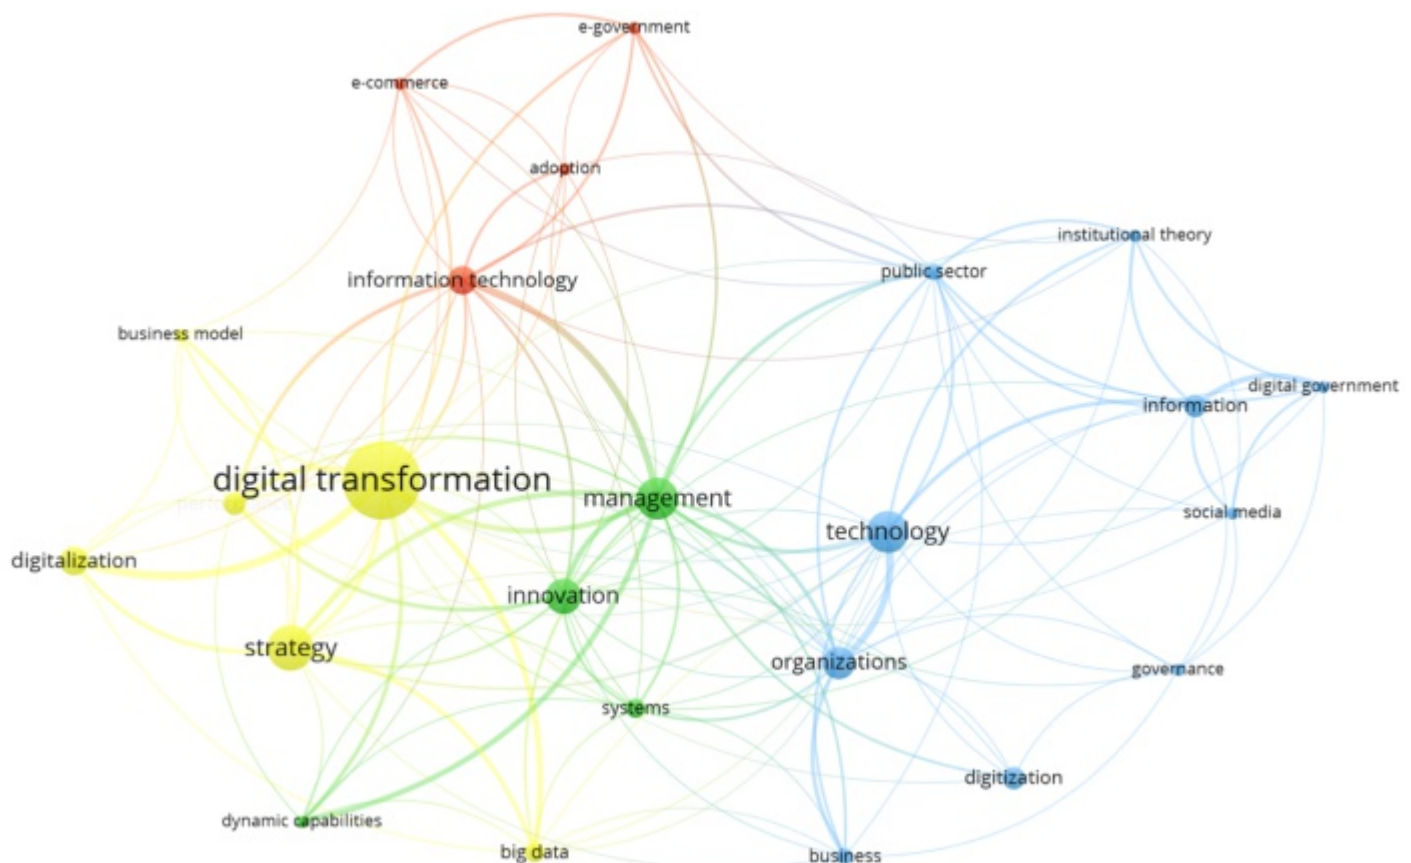 e-government
e-commerce
adoption
institutional theory
public sector
information technology
business model
digital government
information
digital transformation
management
performance
social media
technology
digitalization
innovation
strategy
organizations
governance
systems
digitization
dynamic capabilities
big data
business